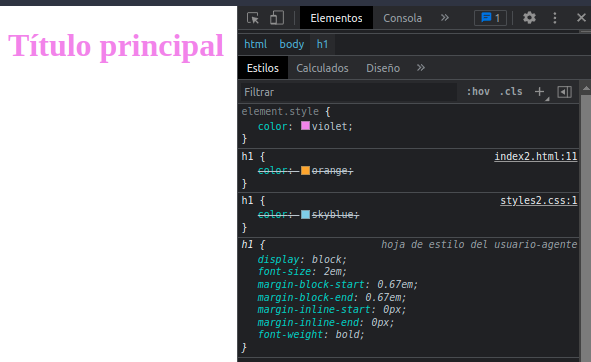 Título principal
Elementos Consola » 1
html body h1
Estilos Calculados Diseño »
Filtrar :hov .cls +
element.style {
color: violet;
}
h1 { index2.html:11
color: orange;
}
h1 { styles2.css:1
color: skyblue;
}
h1 { hoja de estilo del usuario-agente
display: block;
font-size: 2em;
margin-block-start: 0.67em;
margin-block-end: 0.67em;
margin-inline-start: 0px;
margin-inline-end: 0px;
font-weight: bold;
}